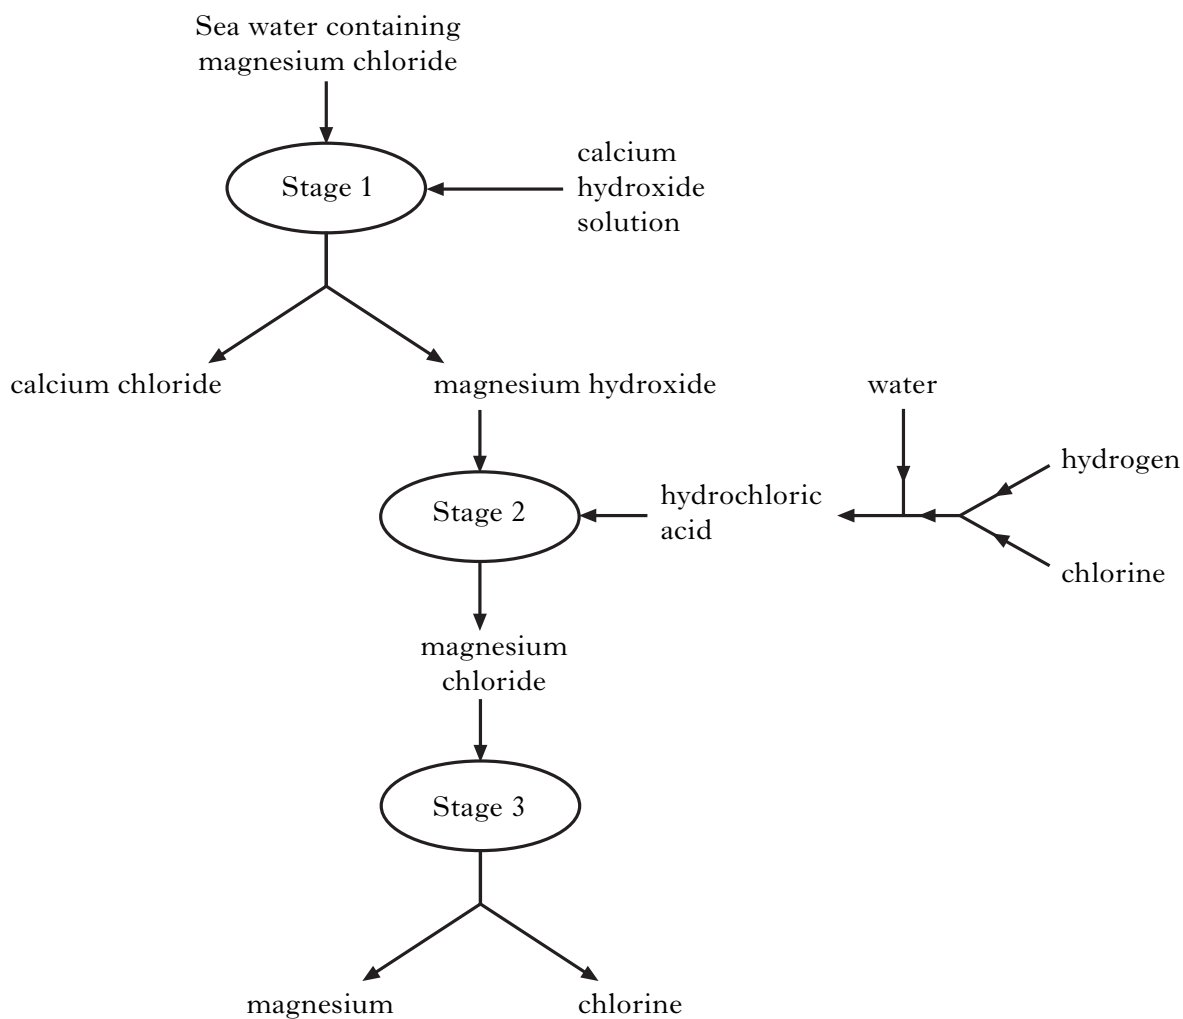 Sea water containing
magnesium chloride
Stage 1
calcium
hydroxide
solution
calcium chloride
magnesium hydroxide
water
hydrogen
Stage 2
hydrochloric
acid
chlorine
magnesium
chloride
Stage 3
magnesium
chlorine